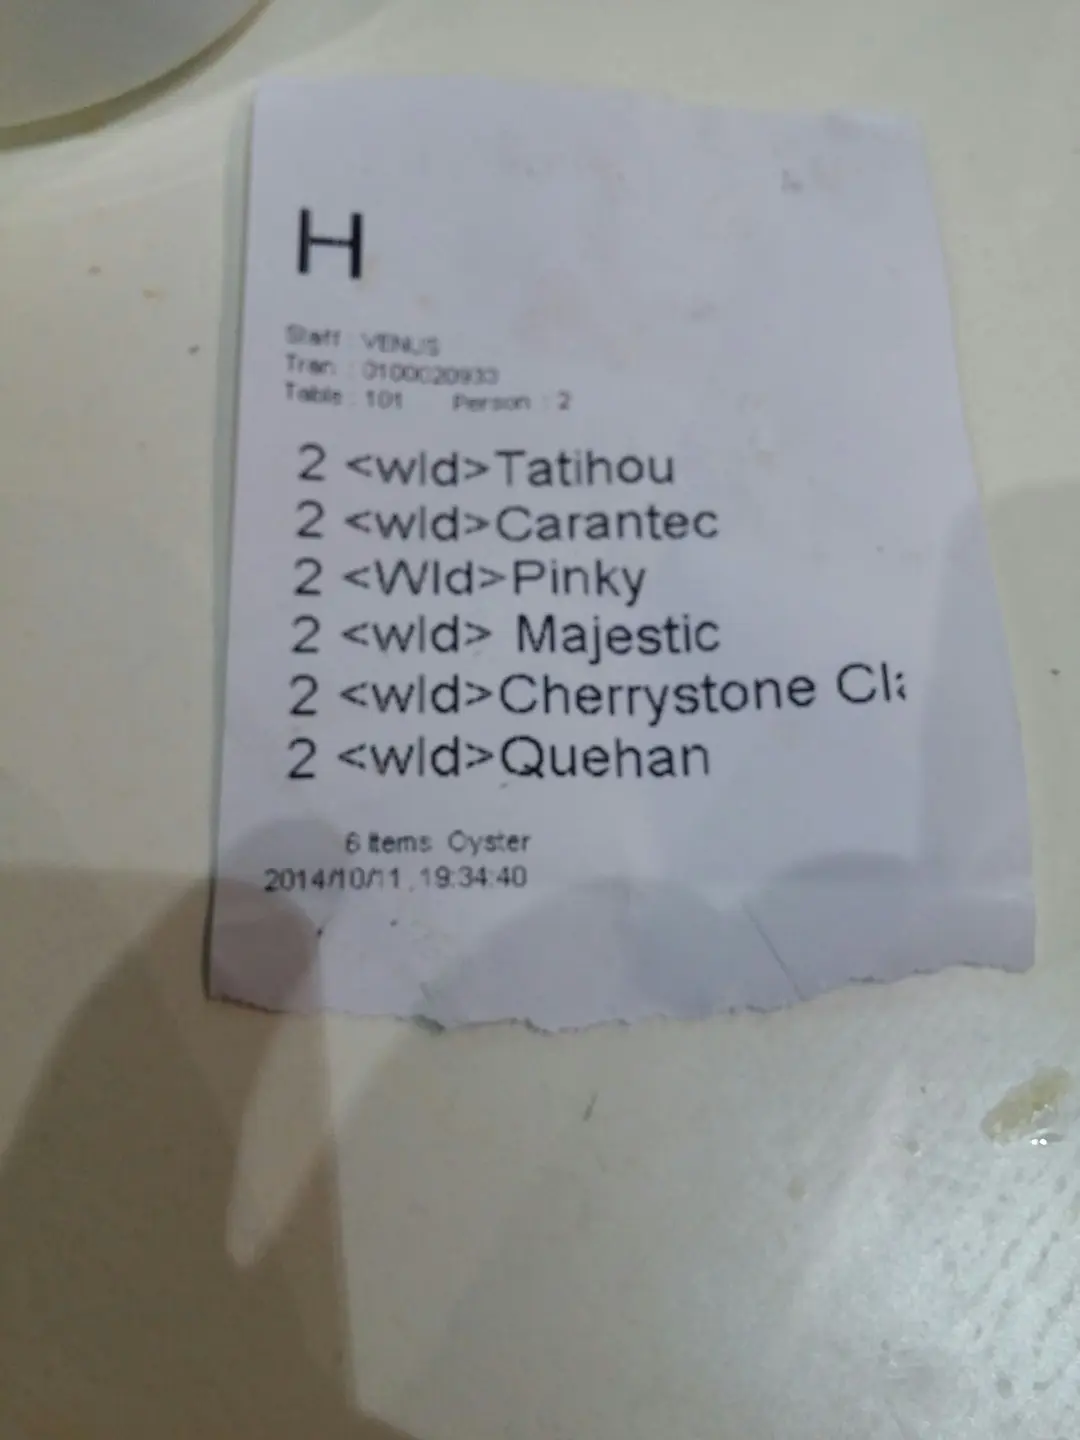 H
Staff : VENUS
Tran : 0100020933
Table : 101 Person : 2
2 <wld>Tatihou
2 <wld>Carantec
2 <Wld>Pinky
2 <wld> Majestic
2 <wld>Cherrystone Cla
2 <wld>Quehan
6 Items Oyster
2014/10/11, 19:34:40